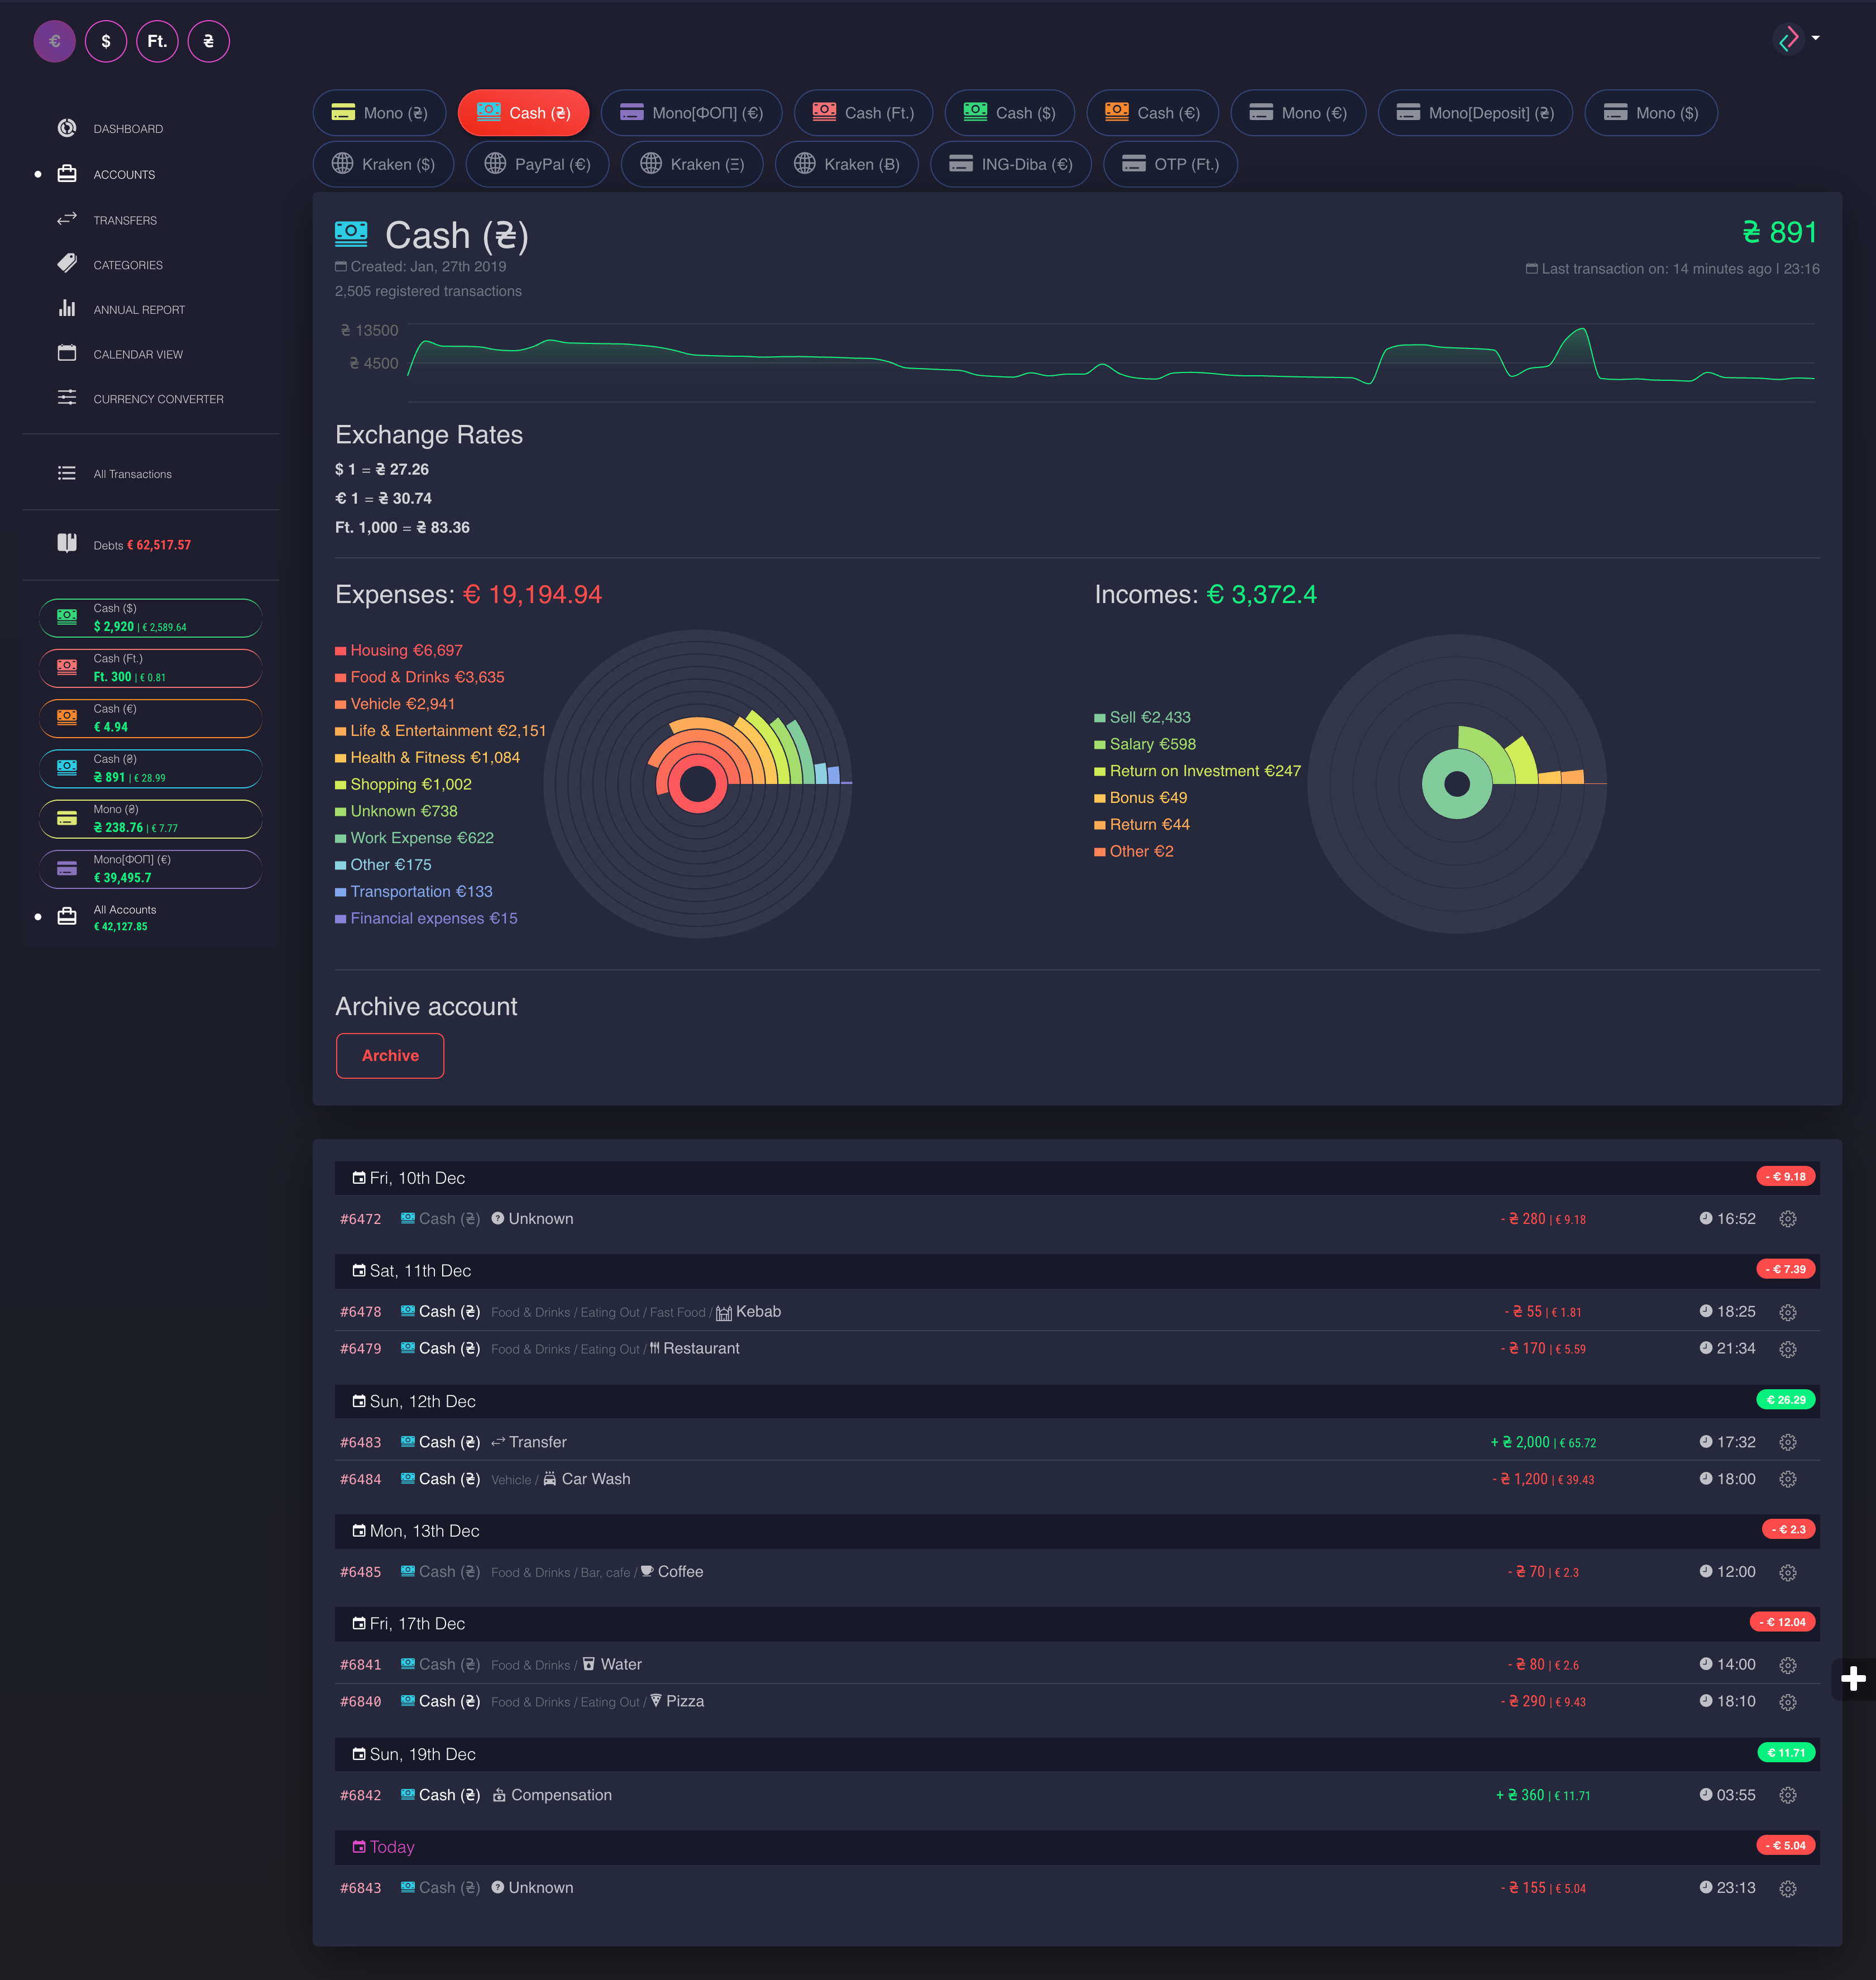 € $ Ft. ₴
DASHBOARD
ACCOUNTS
TRANSFERS
CATEGORIES
ANNUAL REPORT
CALENDAR VIEW
CURRENCY CONVERTER
All Transactions
Debts € 62,517.57
Cash ($)
$ 2,920 | € 2,589.64
Cash (Ft.)
Ft. 300 | € 0.81
Cash (€)
€ 4.94
Cash (₴)
₴ 891 | € 28.99
Mono (₴)
₴ 238.76 | € 7.77
Mono[ФОП] (€)
€ 39,495.7
All Accounts
€ 42,127.85
Mono (₴) Cash (₴) Mono[ФОП] (€) Cash (Ft.) Cash ($) Cash (€) Mono (€) Mono[Deposit] (₴) Mono ($)
Kraken ($) PayPal (€) Kraken (Ξ) Kraken (Ƀ) ING-Diba (€) OTP (Ft.)
Cash (₴) ₴ 891
Created: Jan, 27th 2019 Last transaction on: 14 minutes ago | 23:16
2,505 registered transactions
₴ 13500
₴ 4500
Exchange Rates
$ 1 = ₴ 27.26
€ 1 = ₴ 30.74
Ft. 1,000 = ₴ 83.36
Expenses: € 19,194.94
Housing €6,697
Food & Drinks €3,635
Vehicle €2,941
Life & Entertainment €2,151
Health & Fitness €1,084
Shopping €1,002
Unknown €738
Work Expense €622
Other €175
Transportation €133
Financial expenses €15
Incomes: € 3,372.4
Sell €2,433
Salary €598
Return on Investment €247
Bonus €49
Return €44
Other €2
Archive account
Archive
Fri, 10th Dec - € 9.18
#6472 Cash (₴) Unknown - ₴ 280 | € 9.18 16:52
Sat, 11th Dec - € 7.39
#6478 Cash (₴) Food & Drinks / Eating Out / Fast Food / Kebab - ₴ 55 | € 1.81 18:25
#6479 Cash (₴) Food & Drinks / Eating Out / Restaurant - ₴ 170 | € 5.59 21:34
Sun, 12th Dec € 26.29
#6483 Cash (₴) Transfer + ₴ 2,000 | € 65.72 17:32
#6484 Cash (₴) Vehicle / Car Wash - ₴ 1,200 | € 39.43 18:00
Mon, 13th Dec - € 2.3
#6485 Cash (₴) Food & Drinks / Bar, cafe / Coffee - ₴ 70 | € 2.3 12:00
Fri, 17th Dec - € 12.04
#6841 Cash (₴) Food & Drinks / Water - ₴ 80 | € 2.6 14:00
#6840 Cash (₴) Food & Drinks / Eating Out / Pizza - ₴ 290 | € 9.43 18:10
Sun, 19th Dec € 11.71
#6842 Cash (₴) Compensation + ₴ 360 | € 11.71 03:55
Today - € 5.04
#6843 Cash (₴) Unknown - ₴ 155 | € 5.04 23:13